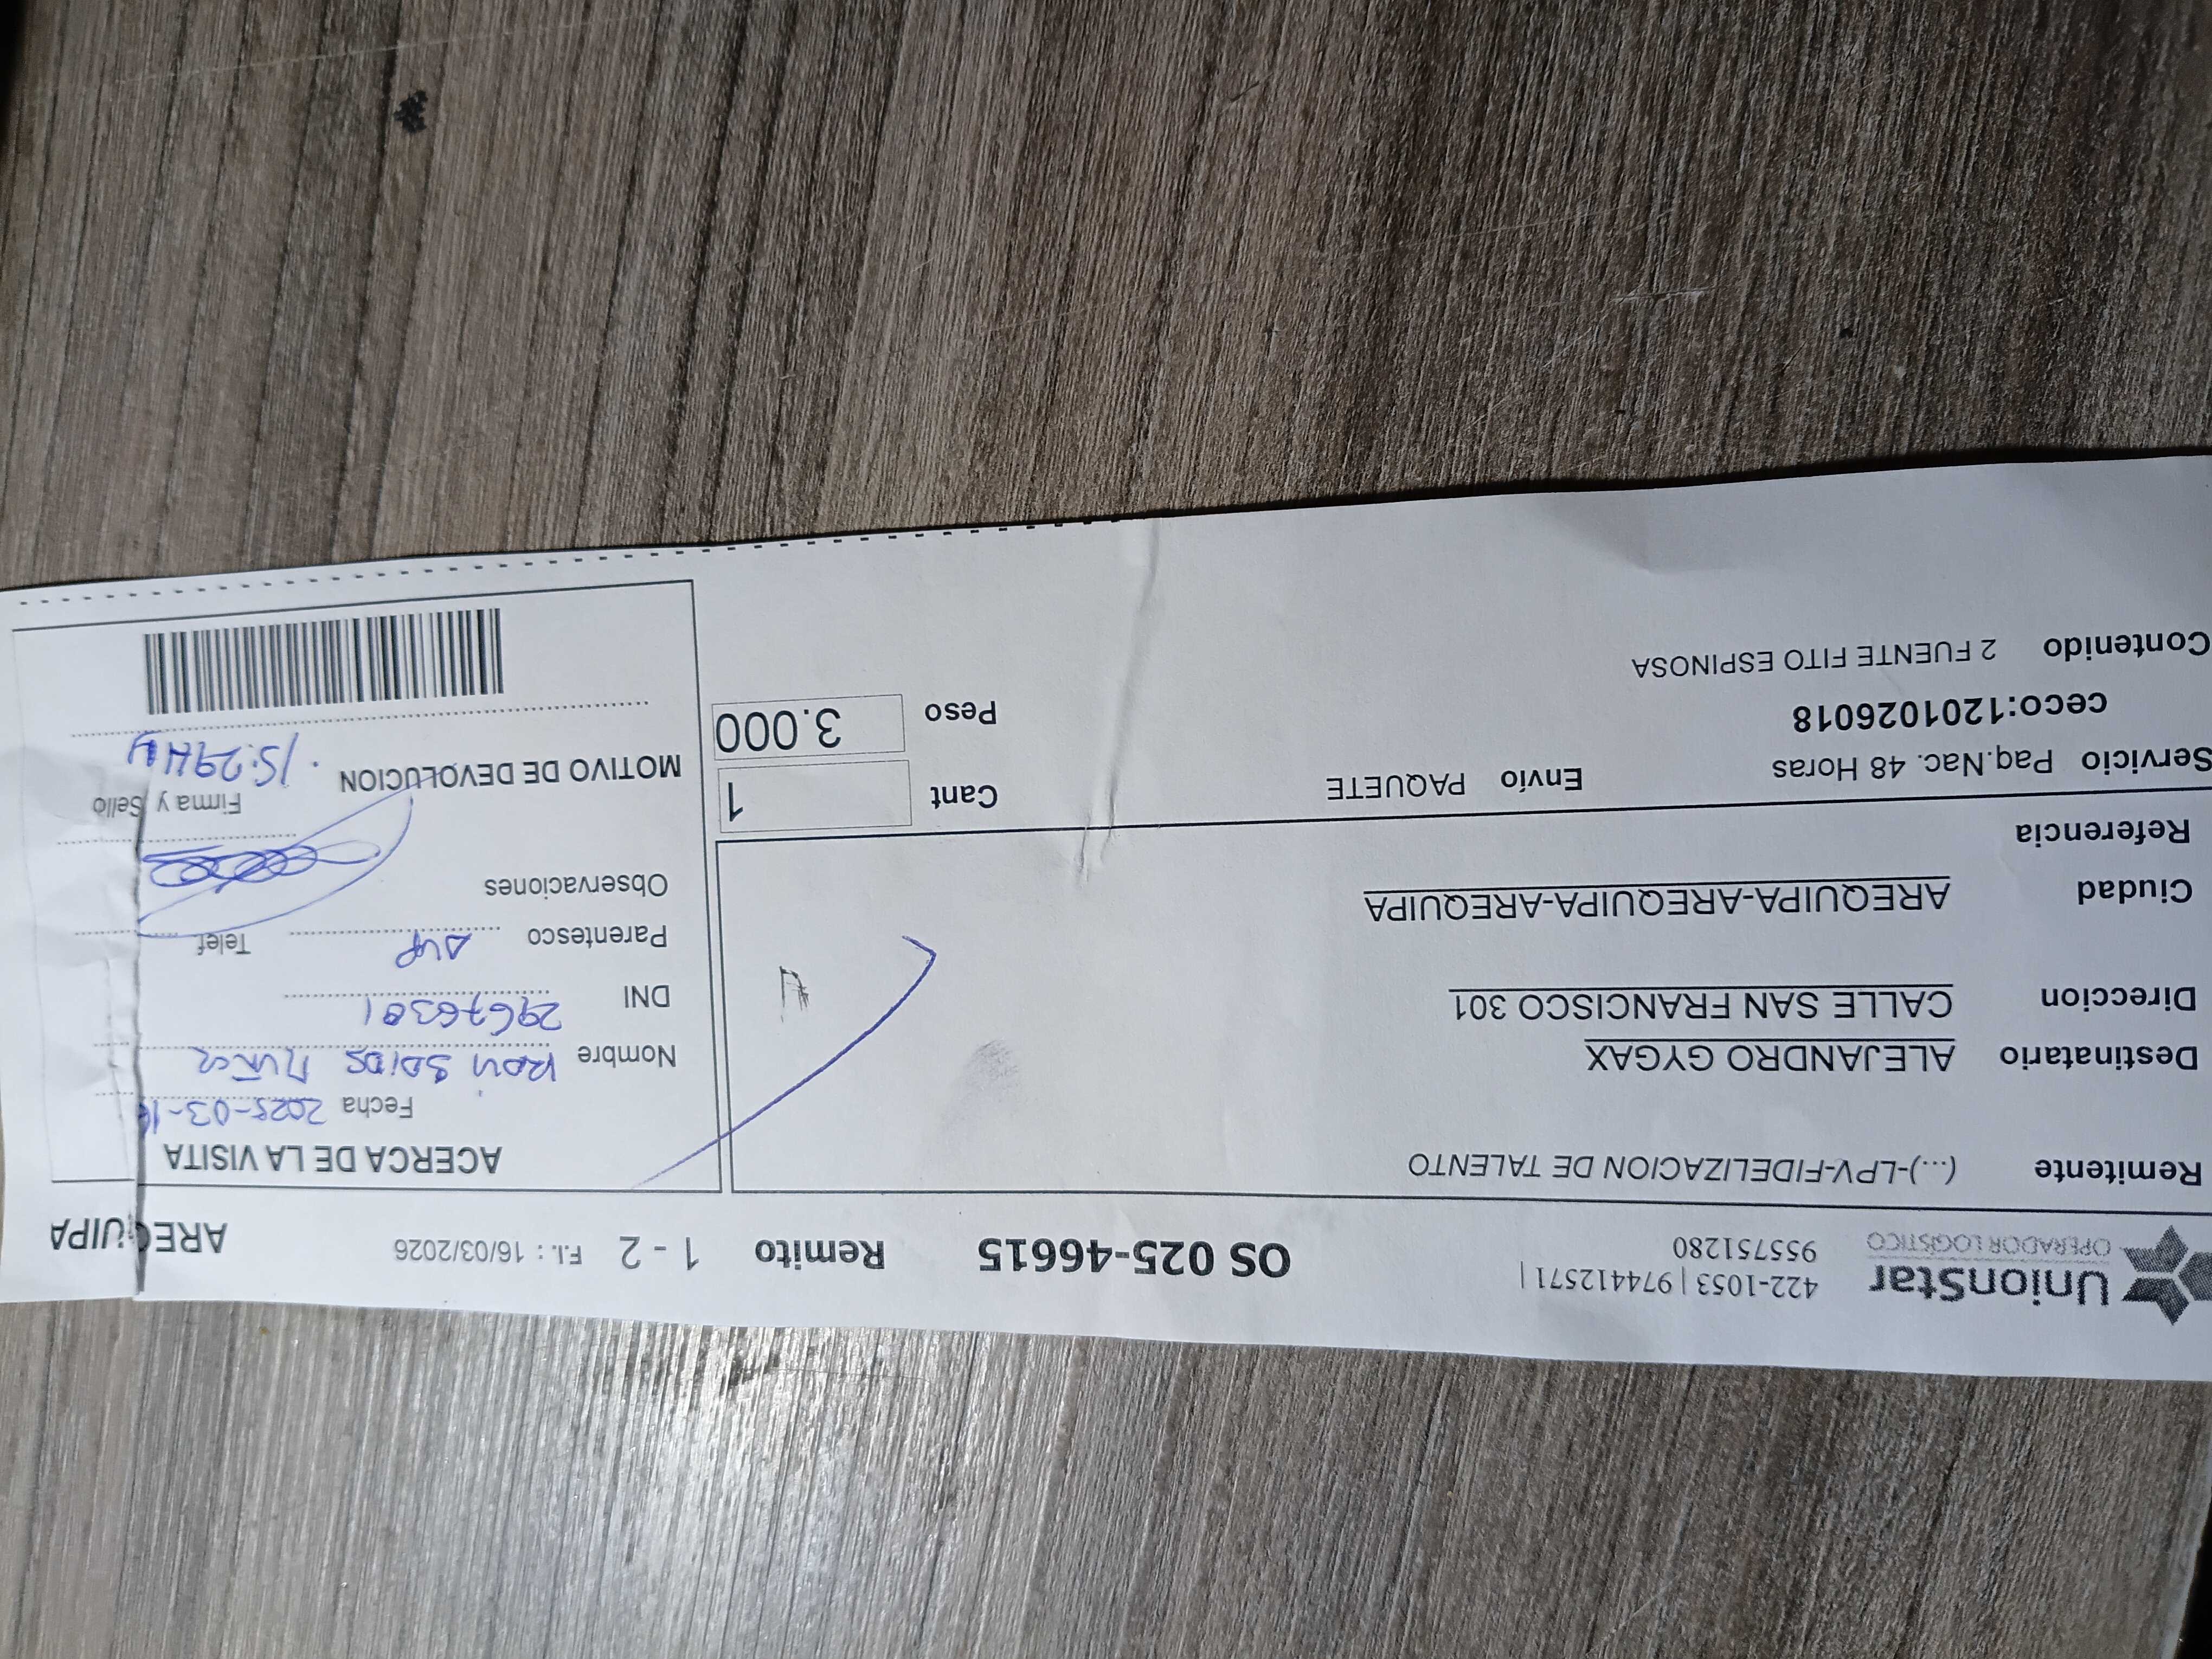 UnionStar
OPERADOR LOGÍSTICO
422-1053 | 974412571 |
955751280
OS 025-46615 Remito 1 - 2 F.I. : 16/03/2026 AREQUIPA
Remitente (...)-LPV-FIDELIZACION DE TALENTO
Destinatario ALEJANDRO GYGAX
Direccion CALLE SAN FRANCISCO 301
Ciudad AREQUIPA-AREQUIPA-AREQUIPA
Referencia
Servicio Paq.Nac. 48 Horas Envío PAQUETE
ceco:1201026018
Contenido 2 FUENTE FITO ESPINOSA
Cant 1
Peso 3.000
ACERCA DE LA VISITA
Fecha 2025-03-1
Nombre
DNI 29676301
Parentesco Telef
Observaciones
Firma y Sello
MOTIVO DE DEVOLUCION
15:29